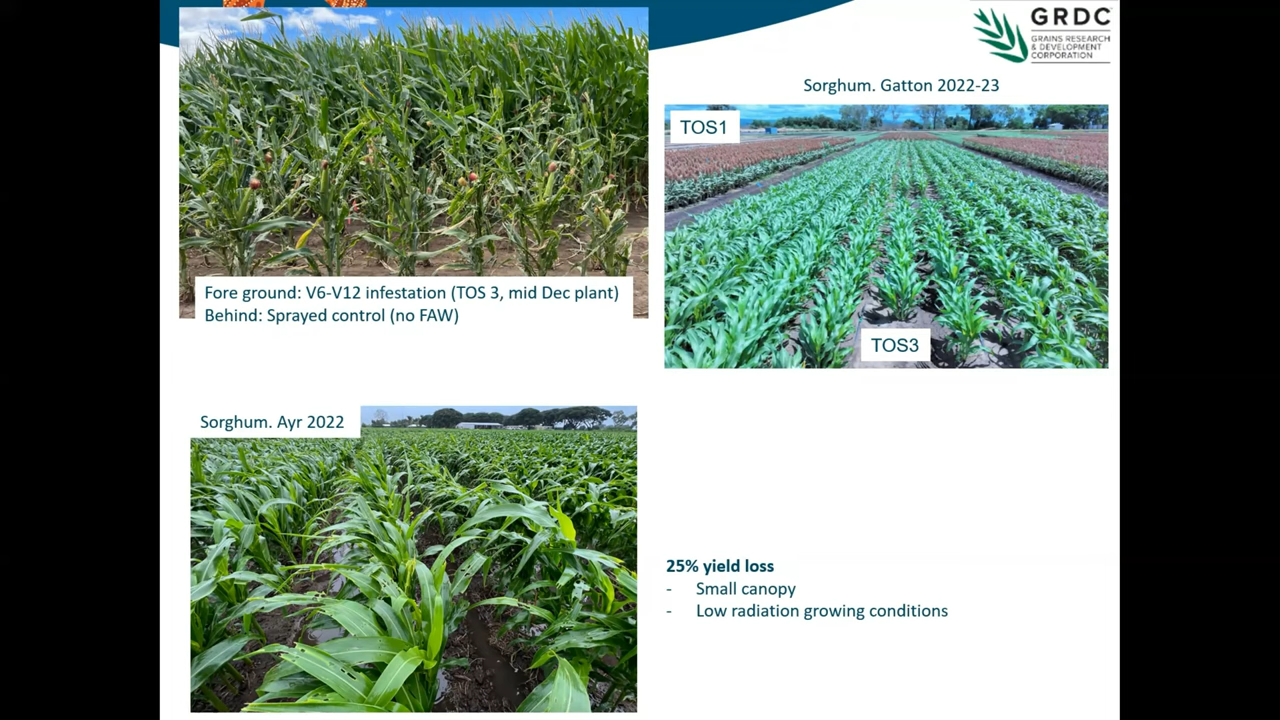 GRDC
GRAINS RESEARCH
& DEVELOPMENT
CORPORATION
Sorghum. Gatton 2022-23
TOS1
TOS3
Fore ground: V6-V12 infestation (TOS 3, mid Dec plant)
Behind: Sprayed control (no FAW)
Sorghum. Ayr 2022
25% yield loss
- Small canopy
- Low radiation growing conditions